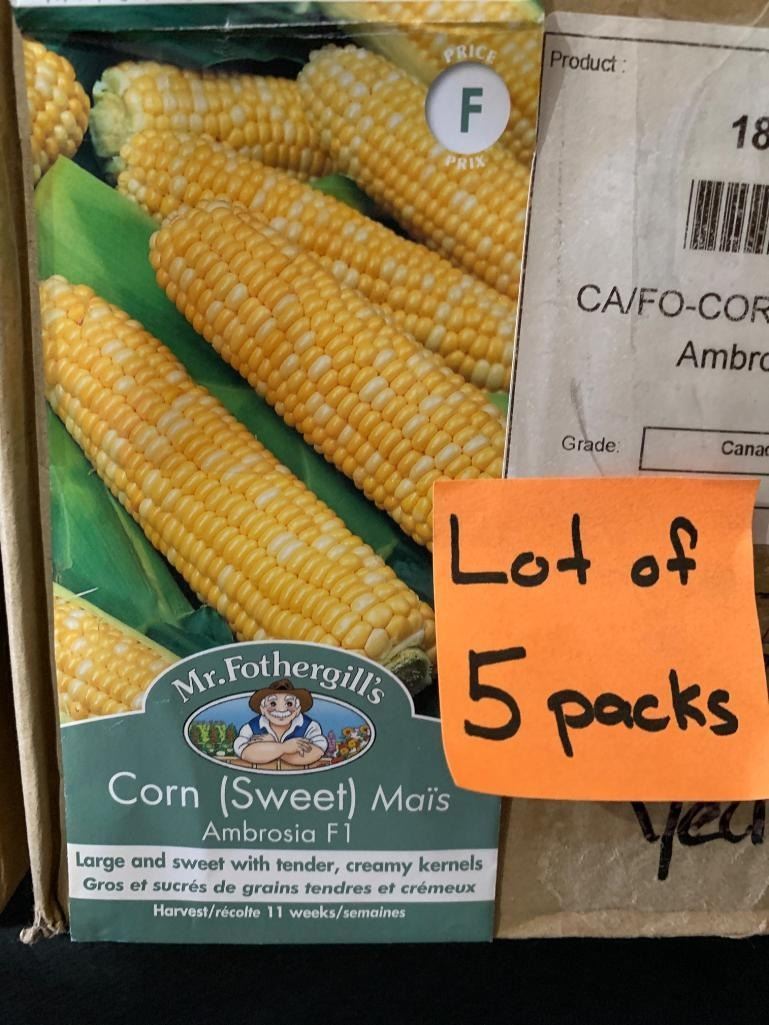 PRICE
F
PRIX
Mr.Fothergill's
Corn (Sweet) Maïs
Ambrosia F1
Large and sweet with tender, creamy kernels
Gros et sucrés de grains tendres et crémeux
Harvest/récolte 11 weeks/semaines
Product :
18
CA/FO-COR
Ambro
Grade:
Canad
Lot of
5 packs